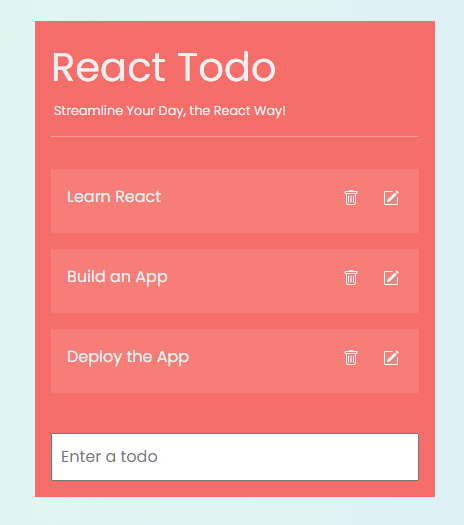 React Todo
Streamline Your Day, the React Way!
Learn React
Build an App
Deploy the App
Enter a todo